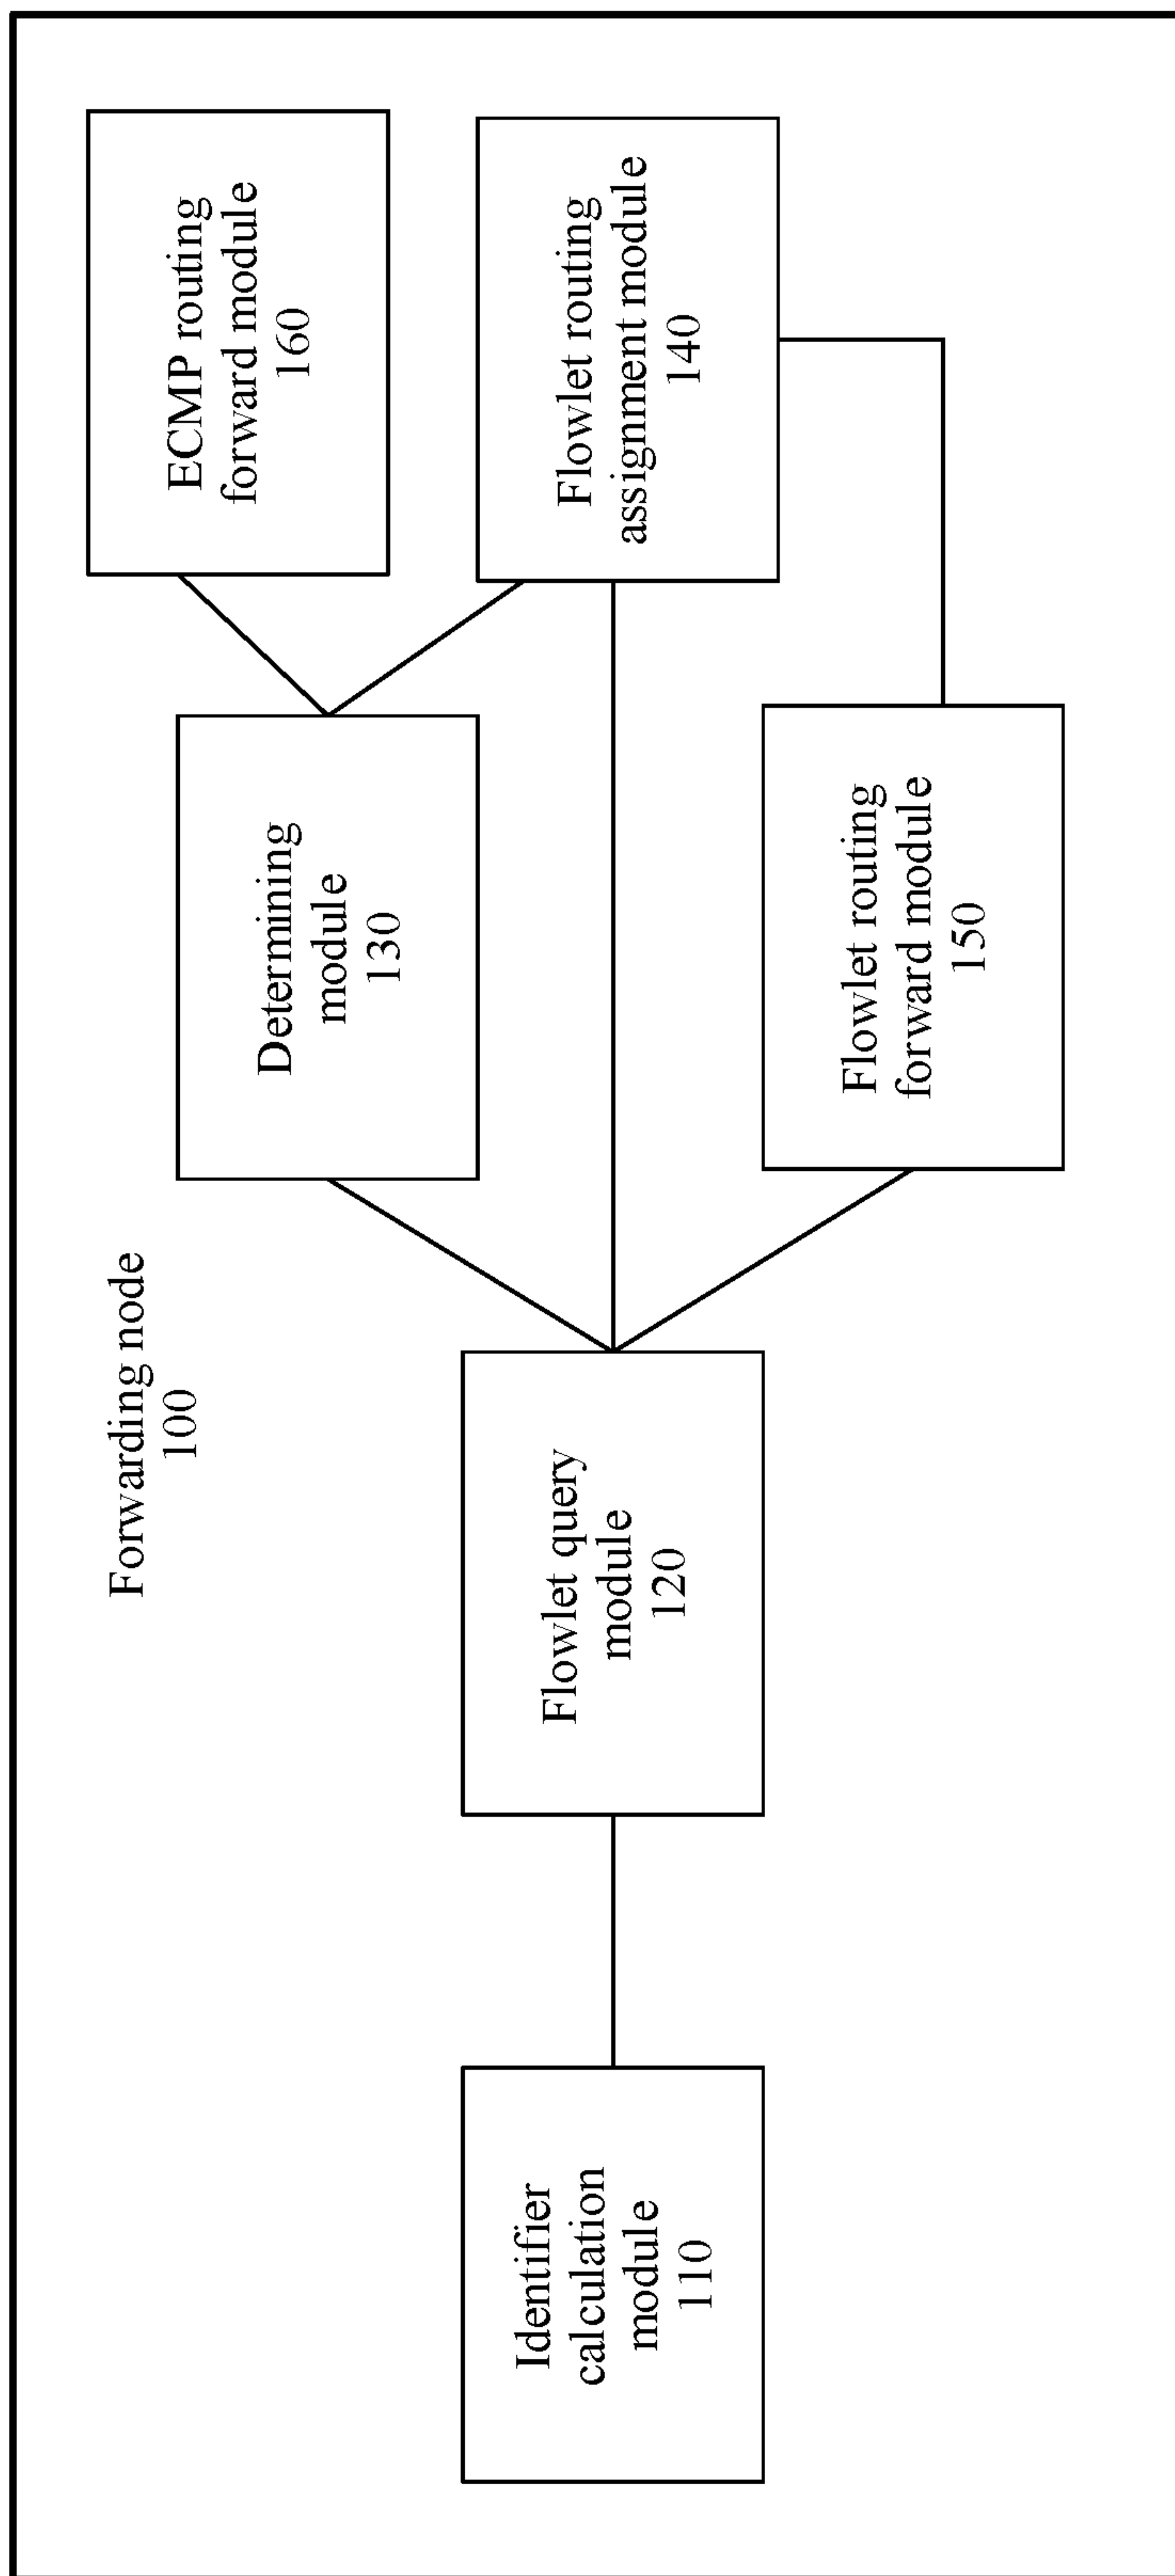 Forwarding node
100
Identifier
calculation
module
110
Flowlet query
module
120
Determining
module
130
Flowlet routing
forward module
150
ECMP routing
forward module
160
Flowlet routing
assignment module
140